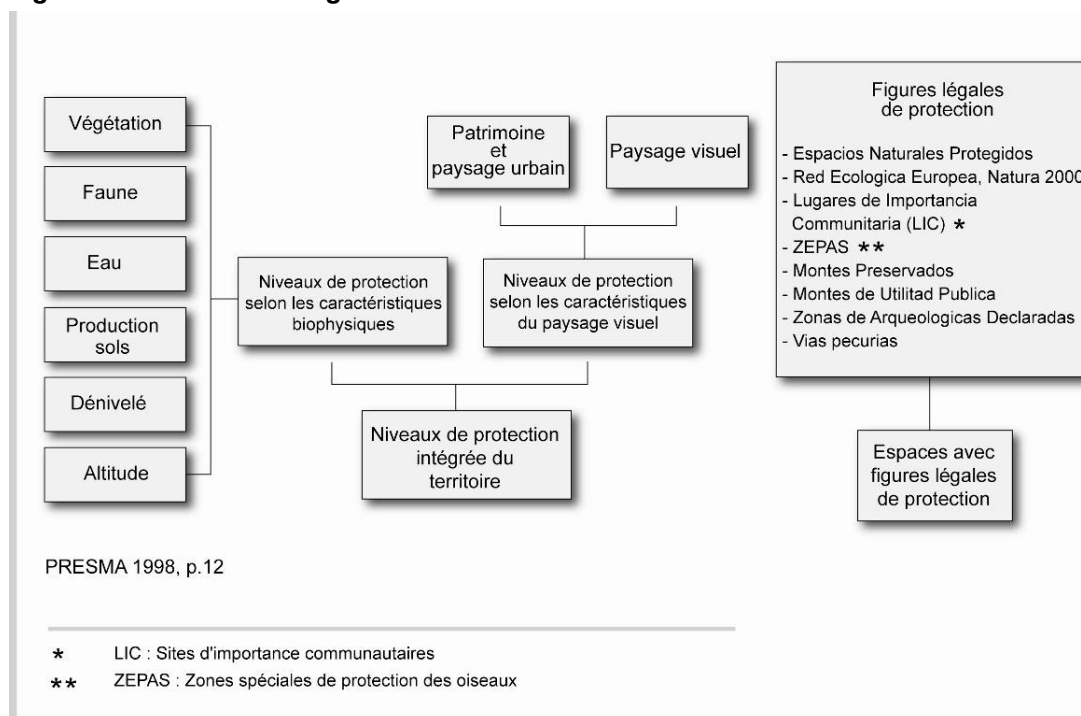 Végétation
Faune
Eau
Production
sols
Dénivelé
Altitude
Niveaux de protection
selon les caractéristiques
biophysiques
Patrimoine
et
paysage urbain
Paysage visuel
Niveaux de protection
selon les caractéristiques
du paysage visuel
Niveaux de protection
intégrée du
territoire
Figures légales
de protection
- Espacios Naturales Protegidos
- Red Ecologica Europea, Natura 2000
- Lugares de Importancia
Communitaria (LIC) *
- ZEPAS **
- Montes Preservados
- Montes de Utilitad Publica
- Zonas de Arqueologicas Declaradas
- Vias pecurias
Espaces avec
figures légales
de protection
PRESMA 1998, p.12
* LIC : Sites d'importance communautaires
** ZEPAS : Zones spéciales de protection des oiseaux